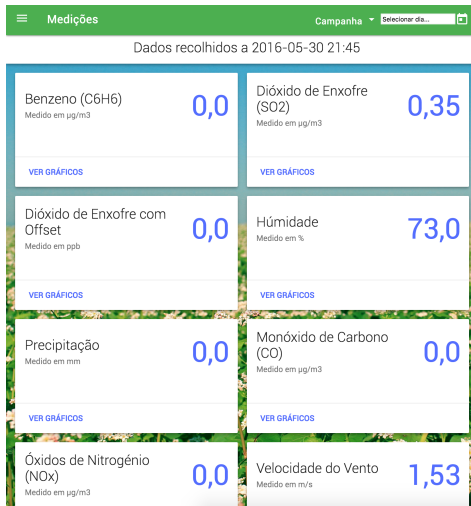 Medições
Campanha
Selecionar dia...
Dados recolhidos a 2016-05-30 21:45
Benzeno (C6H6)
Medido em µg/m3
0,0
VER GRÁFICOS
Dióxido de Enxofre
(SO2)
Medido em µg/m3
0,35
VER GRÁFICOS
Dióxido de Enxofre com
Offset
Medido em ppb
0,0
VER GRÁFICOS
Húmidade
Medido em %
73,0
VER GRÁFICOS
Precipitação
Medido em mm
0,0
VER GRÁFICOS
Monóxido de Carbono
(CO)
Medido em µg/m3
0,0
VER GRÁFICOS
Óxidos de Nitrogénio
(NOx)
Medido em µg/m3
0,0
Velocidade do Vento
Medido em m/s
1,53